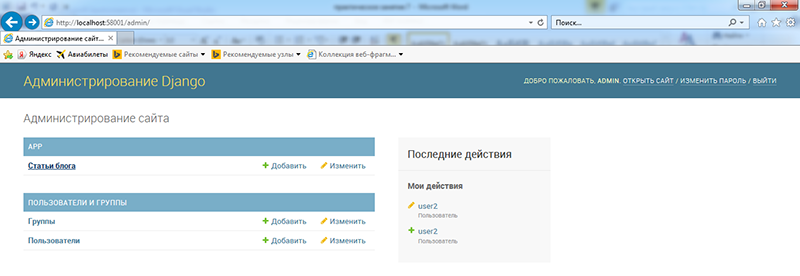 http://localhost:58001/admin/
Поиск...
Администрирование сайт...
Яндекс Авиабилеты Рекомендуемые сайты Рекомендуемые узлы Коллекция веб-фрагм...
Администрирование Django
ДОБРО ПОЖАЛОВАТЬ, ADMIN. ОТКРЫТЬ САЙТ / ИЗМЕНИТЬ ПАРОЛЬ / ВЫЙТИ
Администрирование сайта
APP
Статьи блога Добавить Изменить
ПОЛЬЗОВАТЕЛИ И ГРУППЫ
Группы Добавить Изменить
Пользователи Добавить Изменить
Последние действия
Мои действия
user2
Пользователь
user2
Пользователь